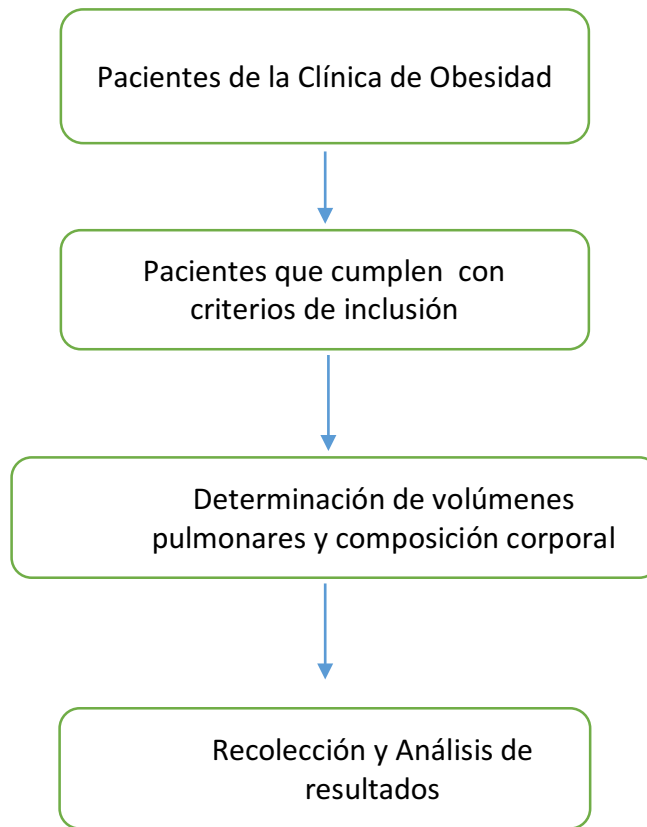 Pacientes de la Clínica de Obesidad
Pacientes que cumplen  con
criterios de inclusión
Determinación de volúmenes
pulmonares y composición corporal
Recolección y Análisis de
resultados